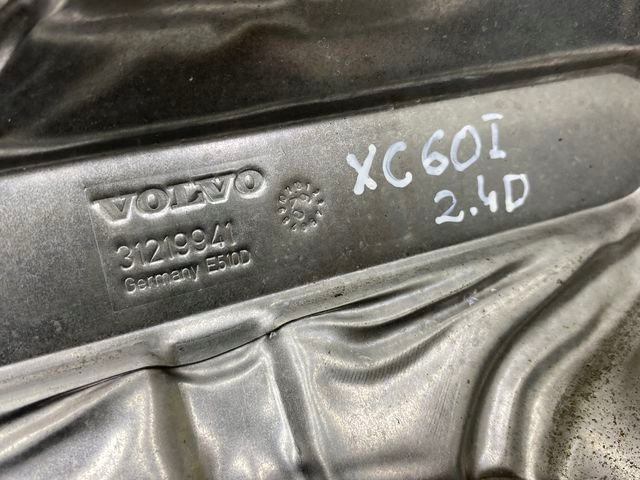 VOLVO
31219941
Germany E510D
XC60I
2.4D